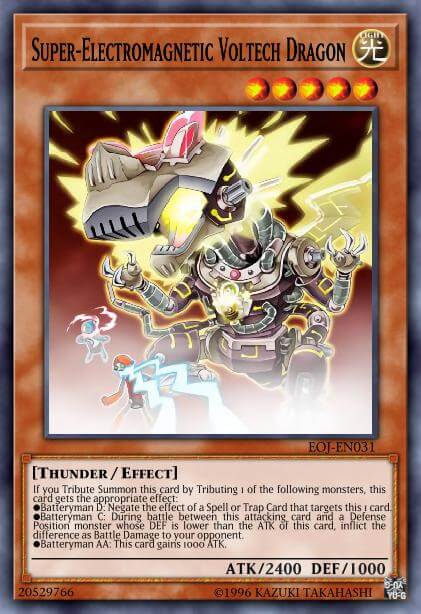 SUPER-ELECTROMAGNETIC VOLTECH DRAGON
LIGHT
光
EOJ-EN031
[THUNDER / EFFECT]
If you Tribute Summon this card by Tributing 1 of the following monsters, this
card gets the appropriate effect:
●Batteryman D: Negate the effect of a Spell or Trap Card that targets this 1 card.
●Batteryman C: During battle between this attacking card and a Defense
Position monster whose DEF is lower than the ATK of this card, inflict
the difference as Battle Damage to your opponent.
●Batteryman AA: This card gains 1000 ATK.
ATK/2400 DEF/1000
20529766
©1996 KAZUKI TAKAHASHI